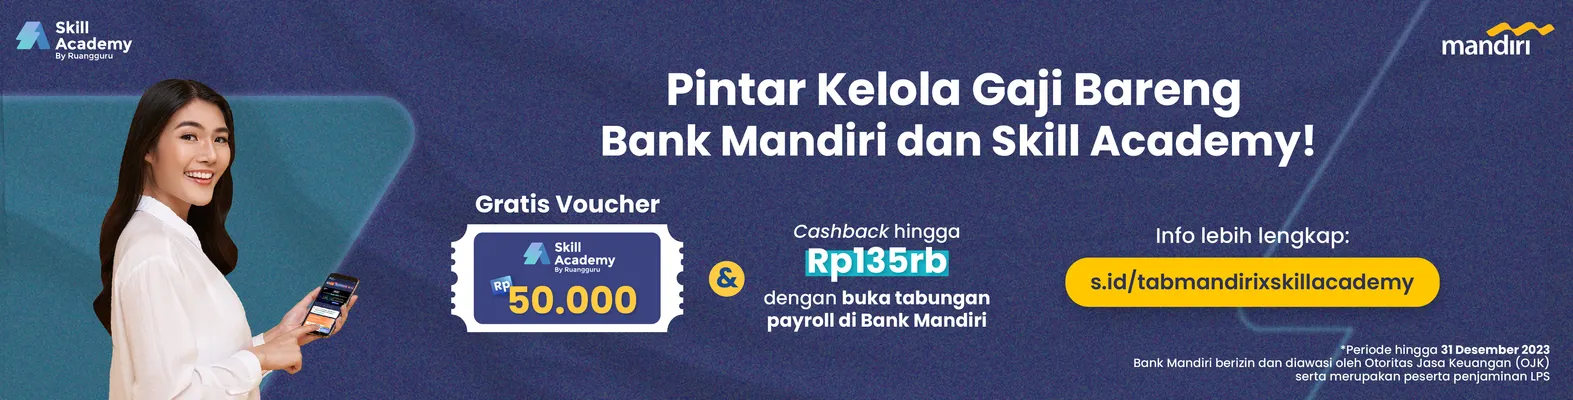 Skill
Academy
By Ruangguru
mandiri
Pintar Kelola Gaji Bareng
Bank Mandiri dan Skill Academy!
Gratis Voucher
Skill
Academy
By Ruangguru
Rp
50.000
&
Cashback hingga
Rp135rb
dengan buka tabungan
payroll di Bank Mandiri
Info lebih lengkap:
s.id/tabmandirixskillacademy
*Periode hingga 31 Desember 2023
Bank Mandiri berizin dan diawasi oleh Otoritas Jasa Keuangan (OJK)
serta merupakan peserta penjaminan LPS